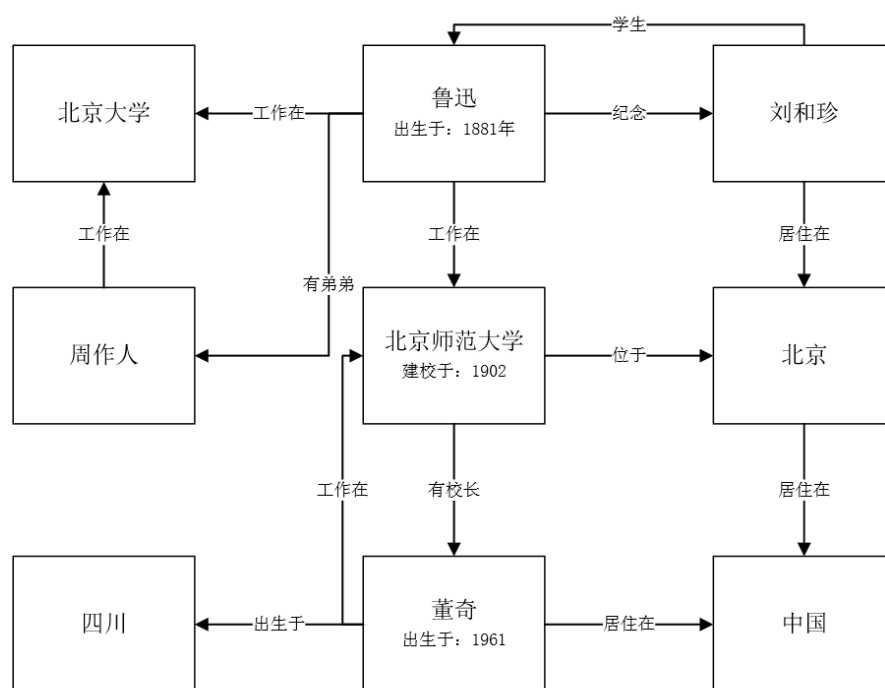 学生
北京大学
工作在
鲁迅
出生于：1881年
纪念
刘和珍
工作在
工作在
居住在
有弟弟
周作人
北京师范大学
建校于：1902
位于
北京
工作在
有校长
居住在
四川
出生于
董奇
出生于：1961
居住在
中国